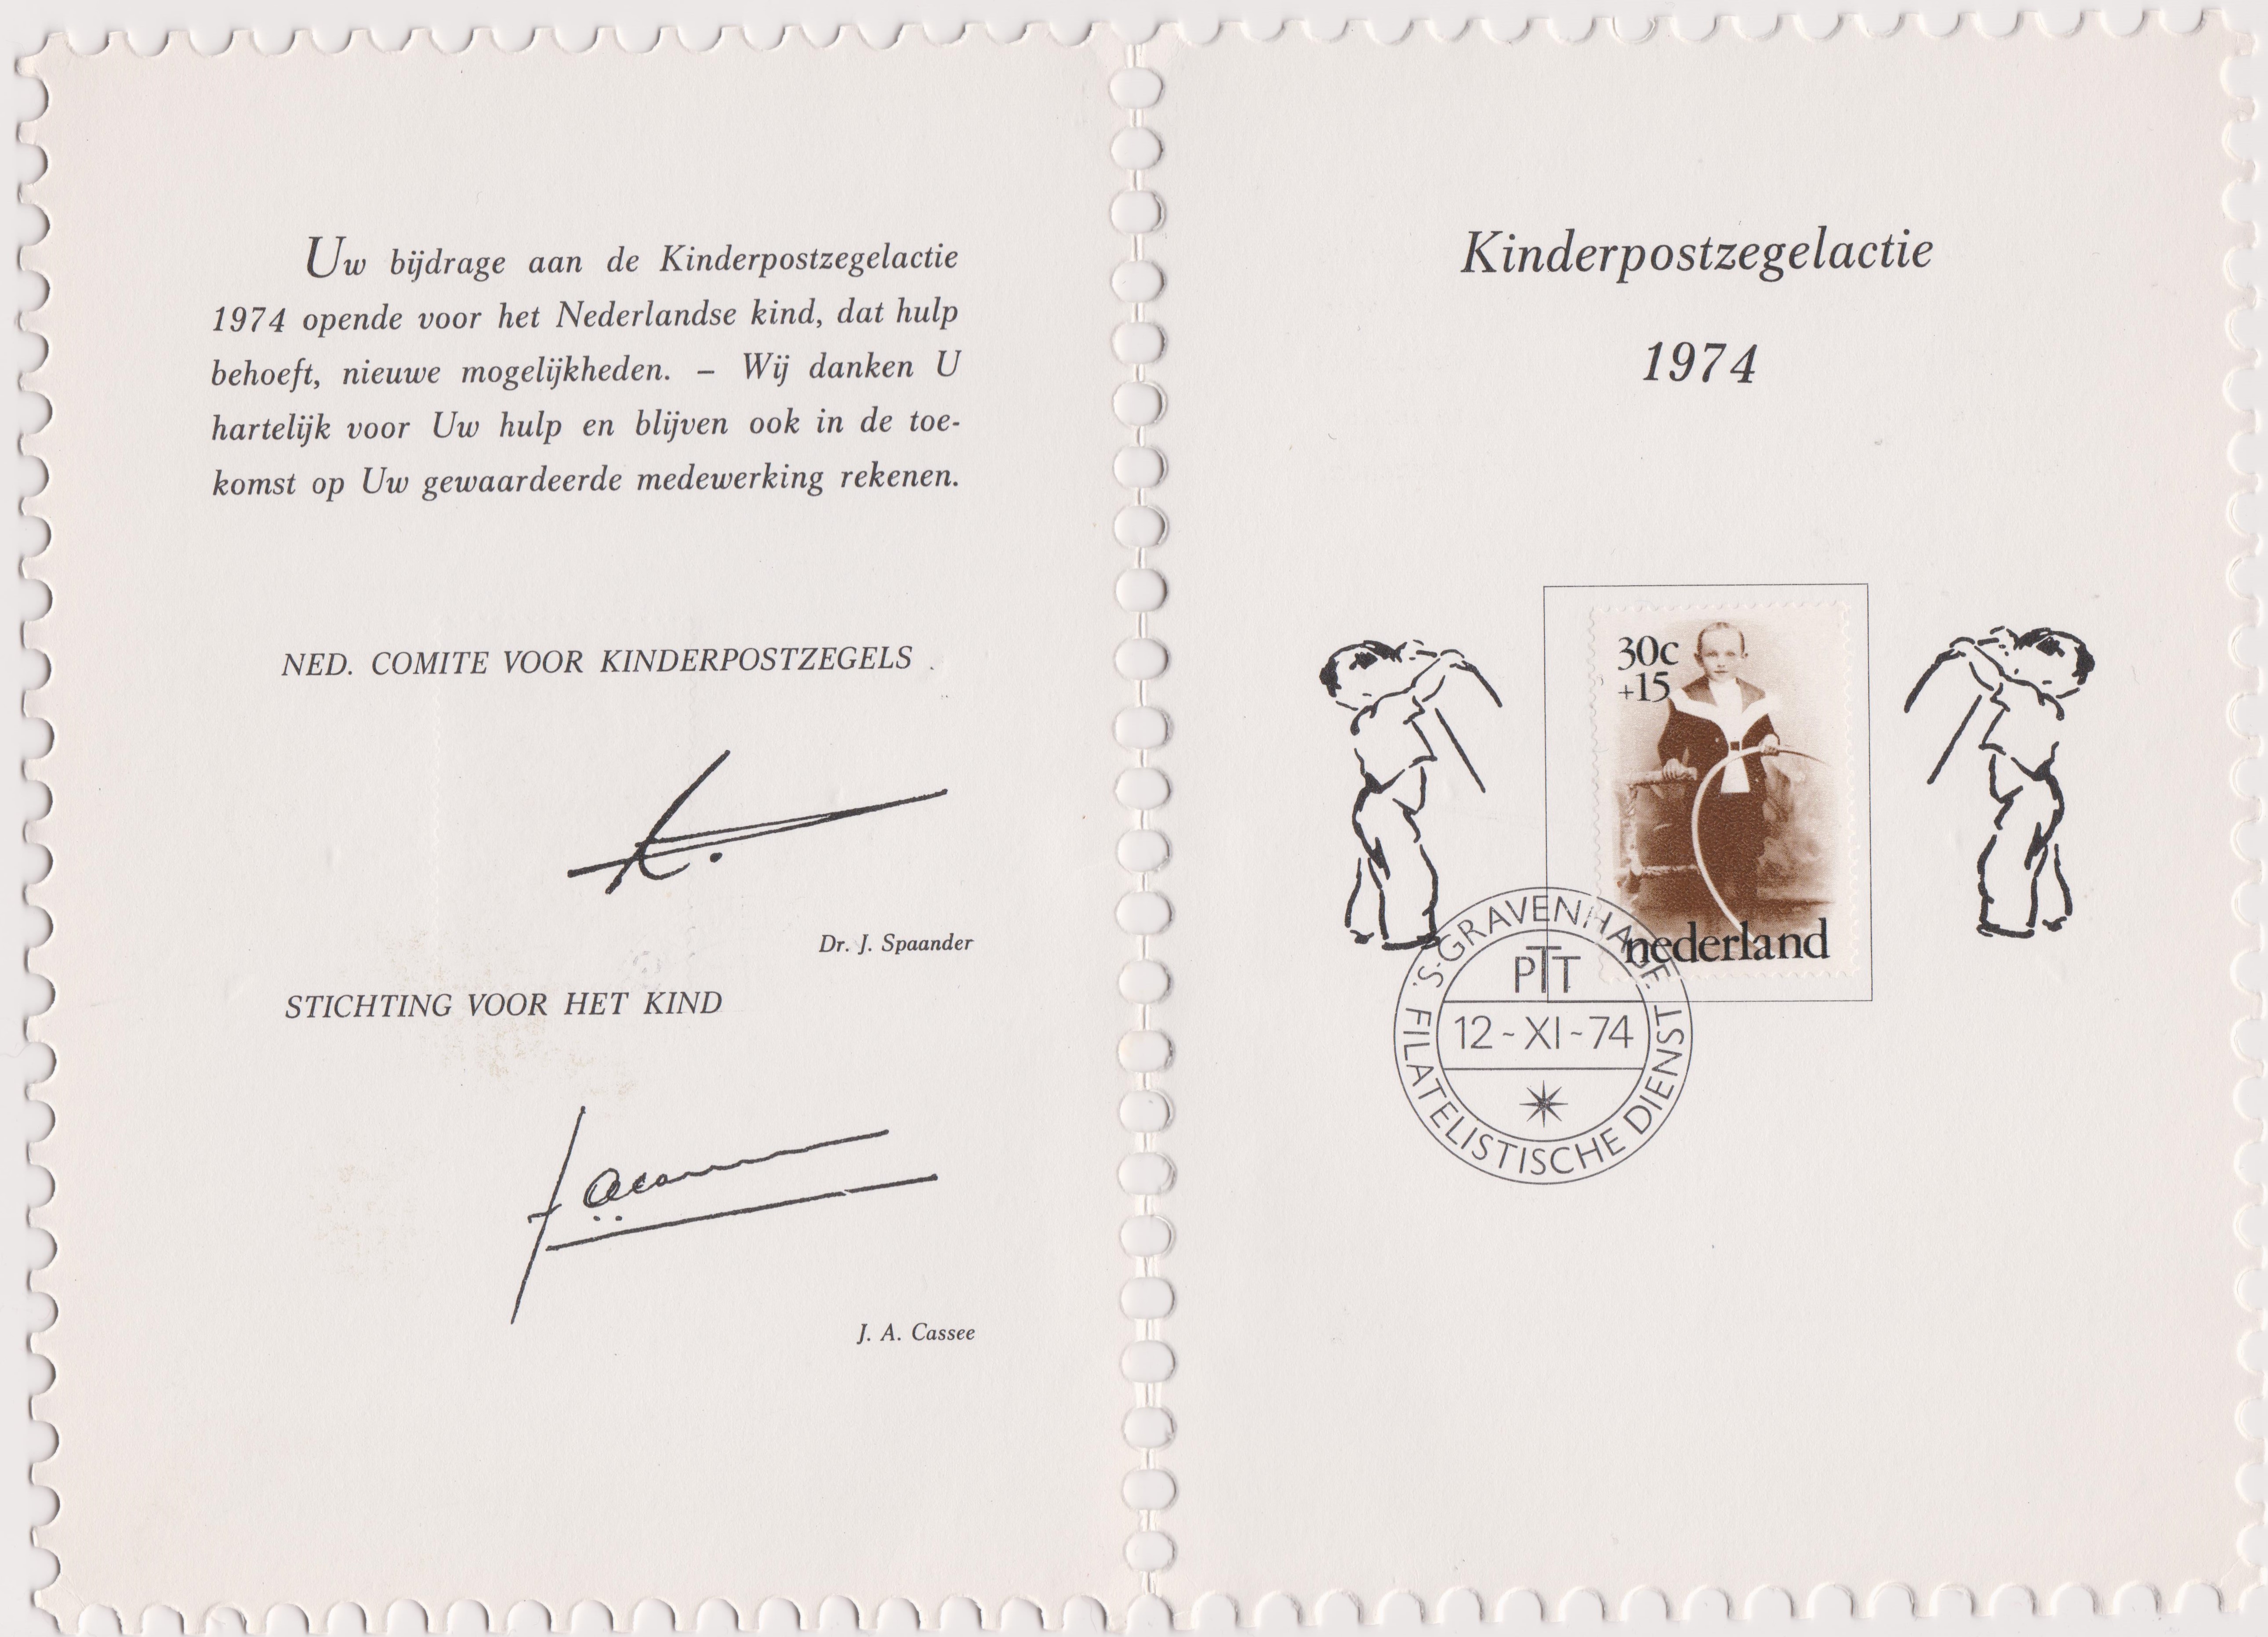 Uw bijdrage aan de Kinderpostzegelactie
1974 opende voor het Nederlandse kind, dat hulp
behoeft, nieuwe mogelijkheden. – Wij danken U
hartelijk voor Uw hulp en blijven ook in de toe-
komst op Uw gewaardeerde medewerking rekenen.
NED. COMITE VOOR KINDERPOSTZEGELS
Dr. J. Spaander
STICHTING VOOR HET KIND
J. A. Cassee
Kinderpostzegelactie
1974
30c
+15
nederland
'S-GRAVENHAGE
PTT
12-XI-74
FILATELISTISCHE DIENST